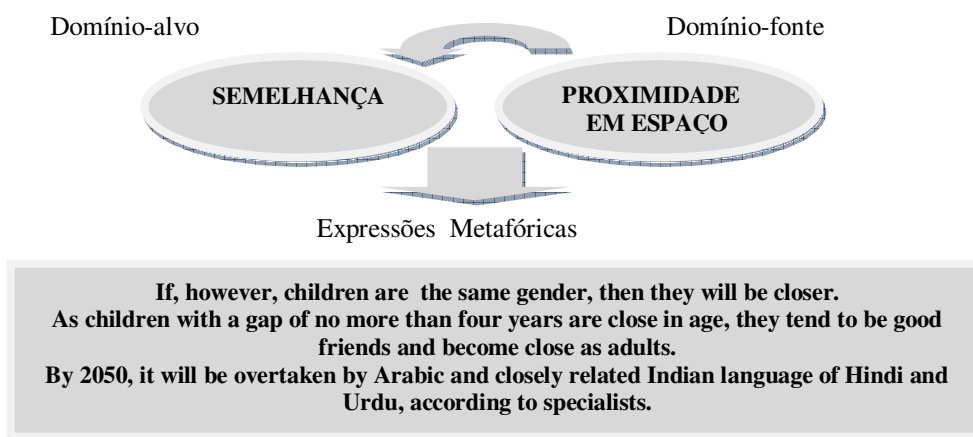 Domínio-alvo Domínio-fonte
SEMELHANÇA
PROXIMIDADE
EM ESPAÇO
Expressões Metafóricas
If, however, children are the same gender, then they will be closer.
As children with a gap of no more than four years are close in age, they tend to be good
friends and become close as adults.
By 2050, it will be overtaken by Arabic and closely related Indian language of Hindi and
Urdu, according to specialists.